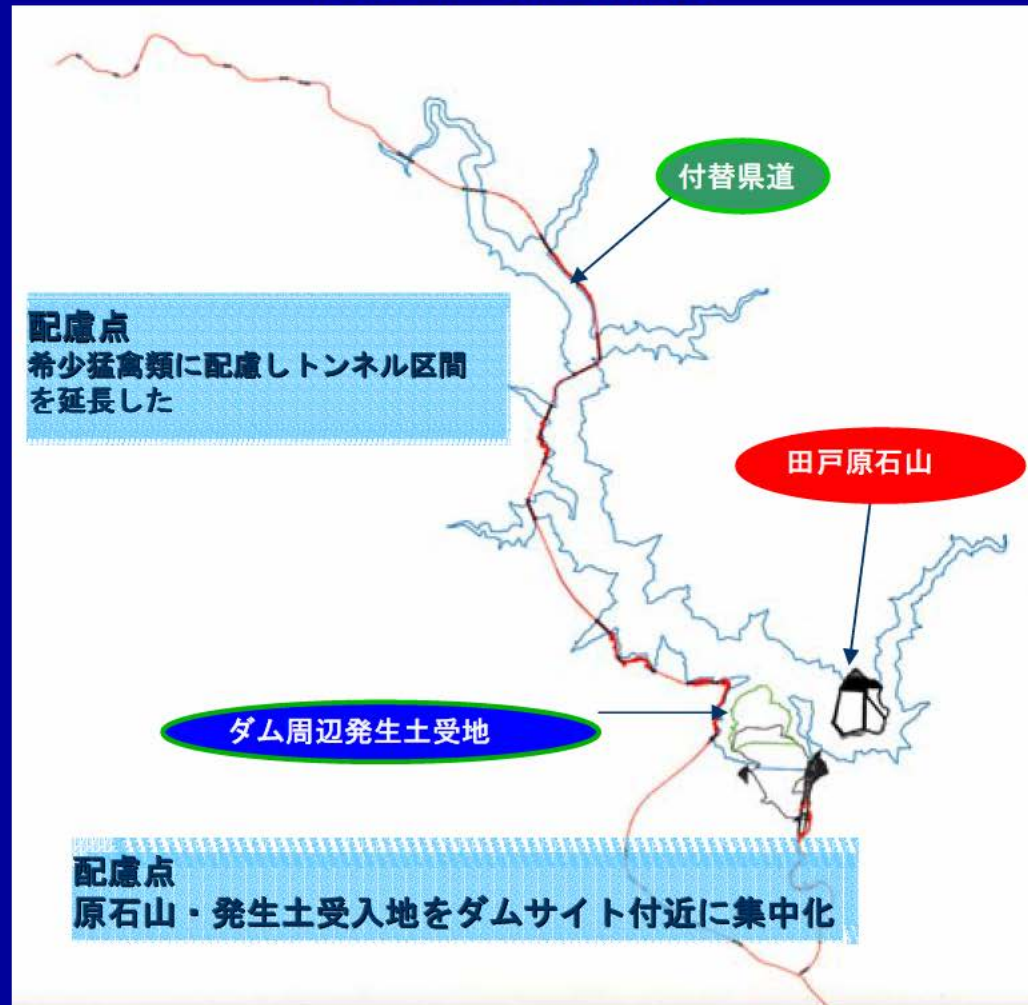 付替県道
配慮点
希少猛禽類に配慮しトンネル区間
を延長した
田戸原石山
ダム周辺発生土受地
配慮点
原石山・発生土受入地をダムサイト付近に集中化